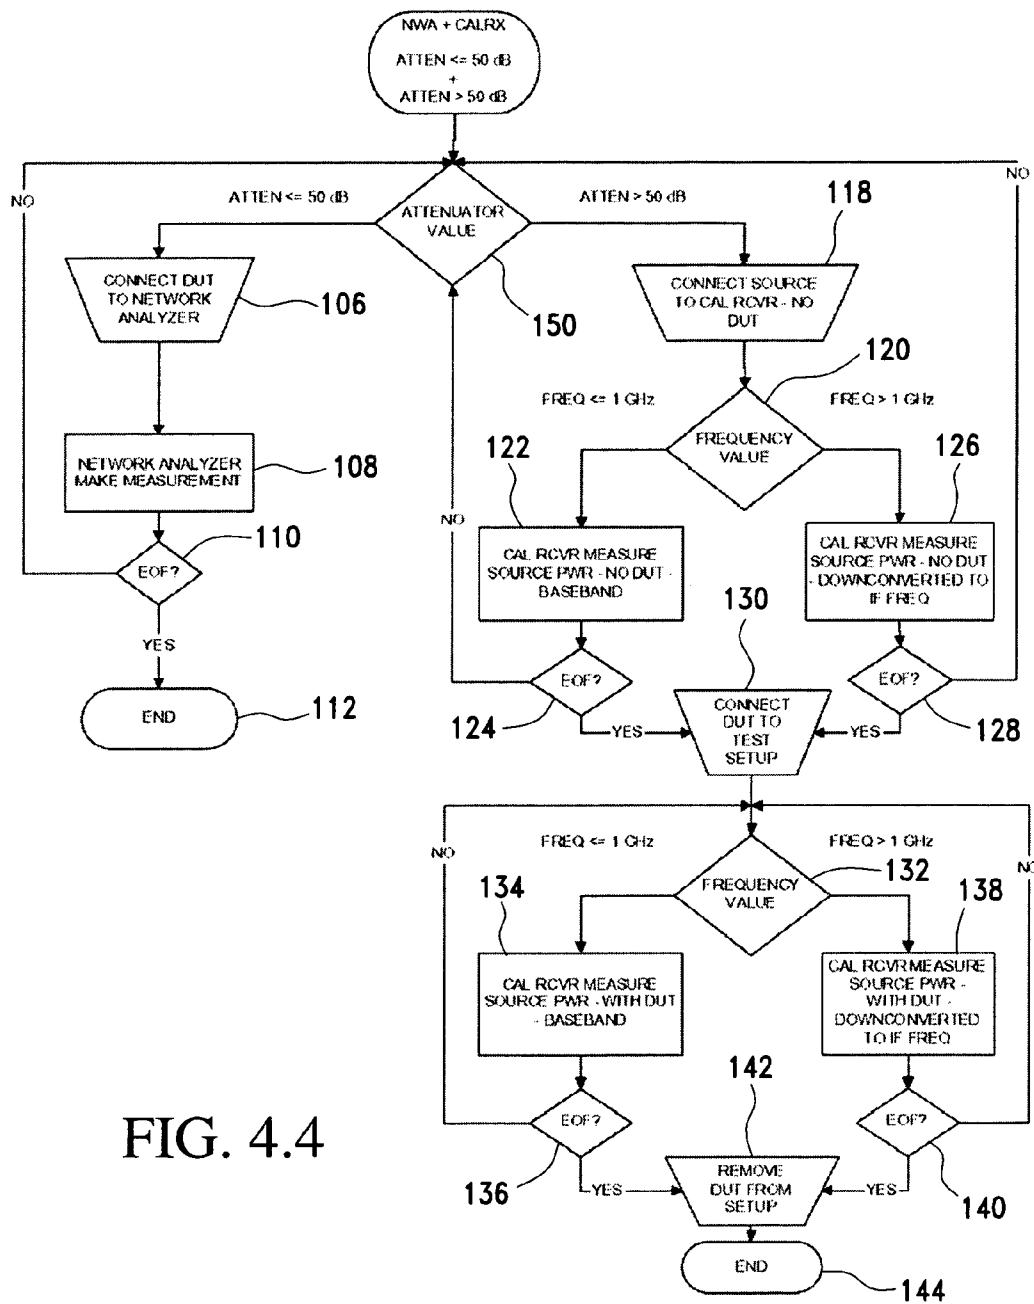 NWA + CALRX
ATTEN <= 50 dB
+
ATTEN > 50 dB
NO
NO
ATTEN <= 50 dB
ATTEN > 50 dB
118
ATTENUATOR
VALUE
CONNECT DUT
TO NETWORK
ANALYZER
106
150
CONNECT SOURCE
TO CAL RCVR - NO
DUT
120
FREQ <= 1 GHz
FREQ > 1 GHz
FREQUENCY
VALUE
122
126
NETWORK ANALYZER
MAKE MEASUREMENT
108
NO
110
EOF?
CAL RCVR MEASURE
SOURCE PWR - NO DUT -
BASEBAND
CAL RCVR MEASURE
SOURCE PWR - NO DUT
- DOWNCONVERTED TO
IF FREQ
130
YES
EOF?
EOF?
124
128
CONNECT
DUT TO
TEST
SETUP
YES
YES
END
112
FREQ <= 1 GHz
FREQ > 1 GHz
NO
NO
132
FREQUENCY
VALUE
134
138
CAL RCVR MEASURE
SOURCE PWR - WITH DUT
- BASEBAND
CAL RCVR MEASURE
SOURCE PWR -
WITH DUT -
DOWNCONVERTED
TO IF FREQ
142
EOF?
EOF?
FIG. 4.4
136
140
YES
YES
REMOVE
DUT FROM
SETUP
END
144